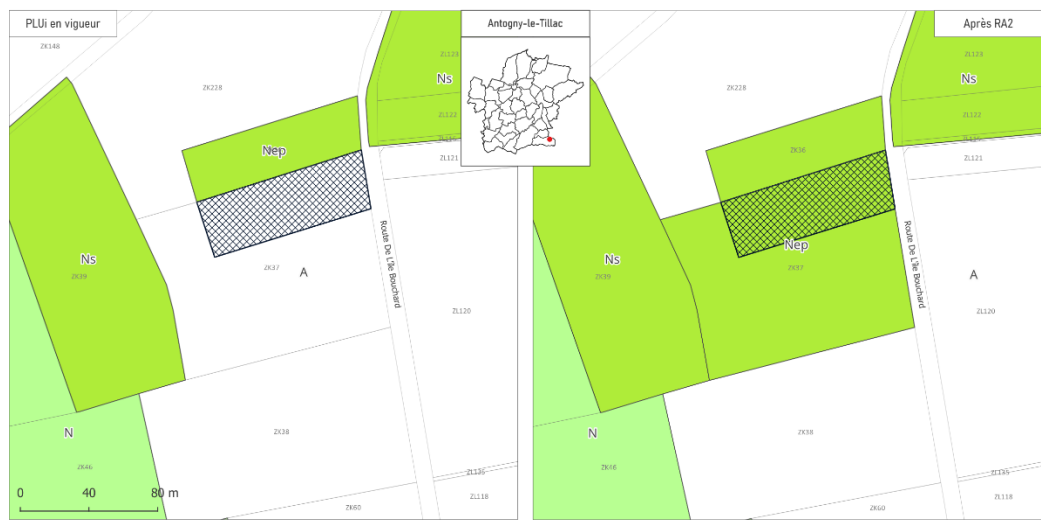 PLUi en vigueur
Antogny-le-Tillac
Après RA2
ZK148
ZK228
ZL123
Ns
ZL122
ZL121
Nep
Ns
ZK39
ZK37
A
Route De L'Île Bouchard
ZL120
ZK38
N
ZK46
ZL135
ZL118
ZK60
0 40 80 m
ZK228
ZL123
Ns
ZL122
ZL121
ZK36
Nep
Ns
ZK39
ZK37
Route De L'Île Bouchard
A
ZL120
ZK38
N
ZK46
ZL135
ZL118
ZK60